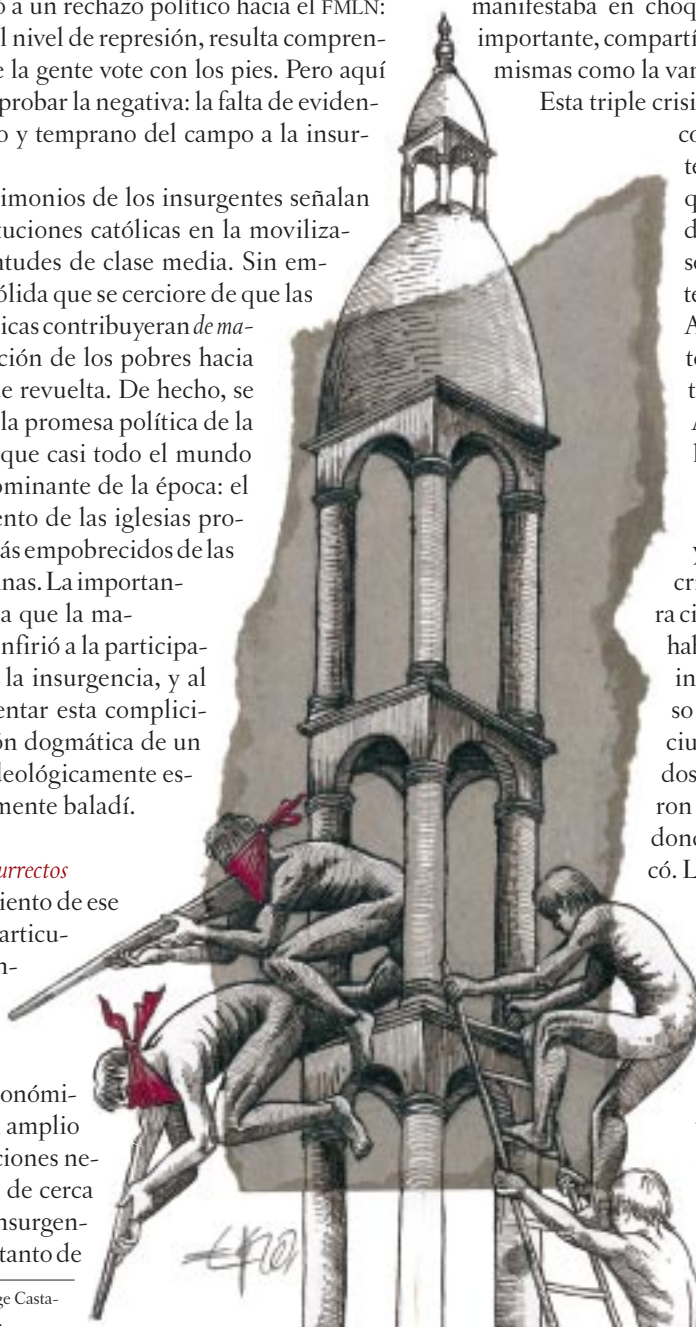 ó a un rechazo político hacia el FMLN:
l nivel de represión, resulta compren-
e la gente vote con los pies. Pero aquí
probar la negativa: la falta de eviden-
o y temprano del campo a la insur-
imonios de los insurgentes señalan
tuciones católicas en la moviliza-
ntudes de clase media. Sin em-
ólida que se cerciore de que las
icas contribuyeran de ma-
ción de los pobres hacia
e revuelta. De hecho, se
la promesa política de la
que casi todo el mundo
ominante de la época: el
ento de las iglesias pro-
ás empobrecidos de las
nas. La importan-
a que la ma-
nfirió a la participa-
la insurgencia, y al
entar esta complici-
ón dogmática de un
deológicamente es-
mente baladí.
urrectos
iento de ese
articu-
n-
onómi-
amplio
ciones ne-
de cerca
nsurgen-
tanto de
ge Casta-
manifestaba en choq
importante, compartí
mismas como la van
Esta triple crisi
co
te
q
d
se
te
A
to
t
A
l
y
cri
ra ci
hal
in
so
ciu
dos
ron
dono
có. L